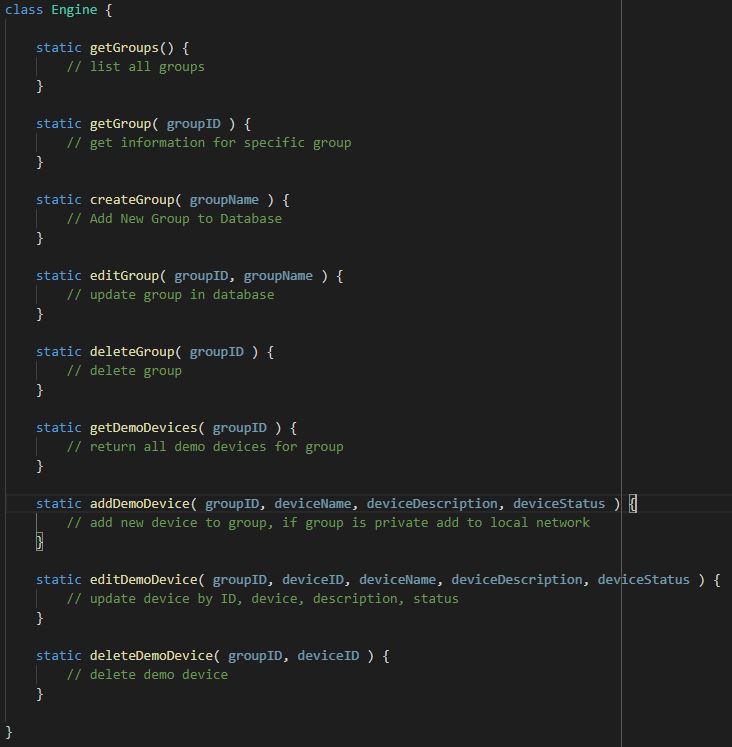 class Engine {
static getGroups() {
// list all groups
}
static getGroup( groupID ) {
// get information for specific group
}
static createGroup( groupName ) {
// Add New Group to Database
}
static editGroup( groupID, groupName ) {
// update group in database
}
static deleteGroup( groupID ) {
// delete group
}
static getDemoDevices( groupID ) {
// return all demo devices for group
}
static addDemoDevice( groupID, deviceName, deviceDescription, deviceStatus ) {
// add new device to group, if group is private add to local network
}
static editDemoDevice( groupID, deviceID, deviceName, deviceDescription, deviceStatus ) {
// update device by ID, device, description, status
}
static deleteDemoDevice( groupID, deviceID ) {
// delete demo device
}
}